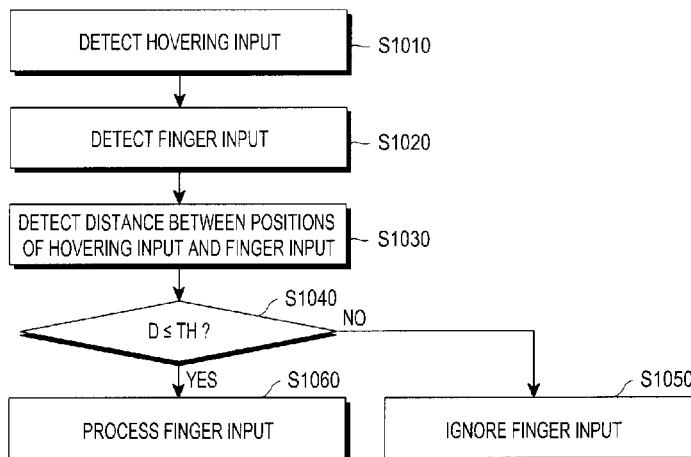 DETECT HOVERING INPUT
S1010
DETECT FINGER INPUT
S1020
DETECT DISTANCE BETWEEN POSITIONS
OF HOVERING INPUT AND FINGER INPUT
S1030
S1040
D ≤ TH ?
NO
YES
S1060
S1050
PROCESS FINGER INPUT
IGNORE FINGER INPUT